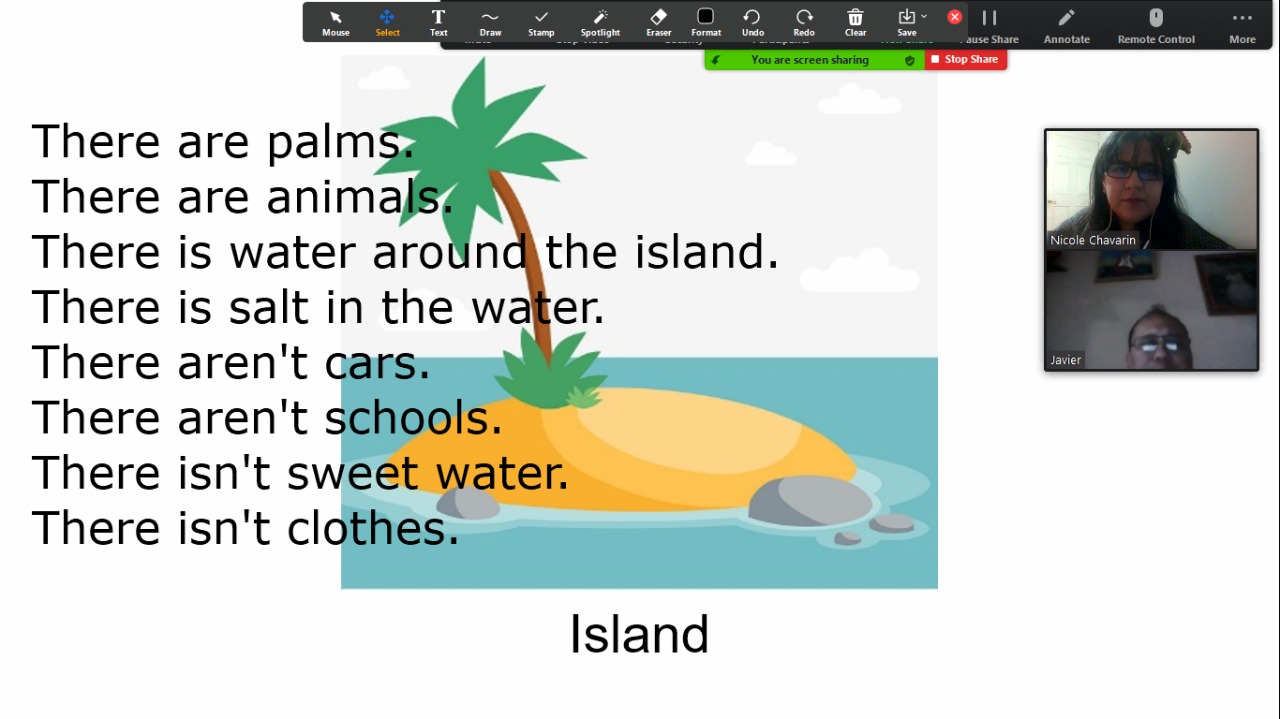 Mouse Select Text Draw Stamp Spotlight Eraser Format Undo Redo Clear Save Pause Share Annotate Remote Control More
You are screen sharing Stop Share
There are palms.
There are animals.
There is water around the island.
There is salt in the water.
There aren't cars.
There aren't schools.
There isn't sweet water.
There isn't clothes.
Nicole Chavarin
Javier
Island